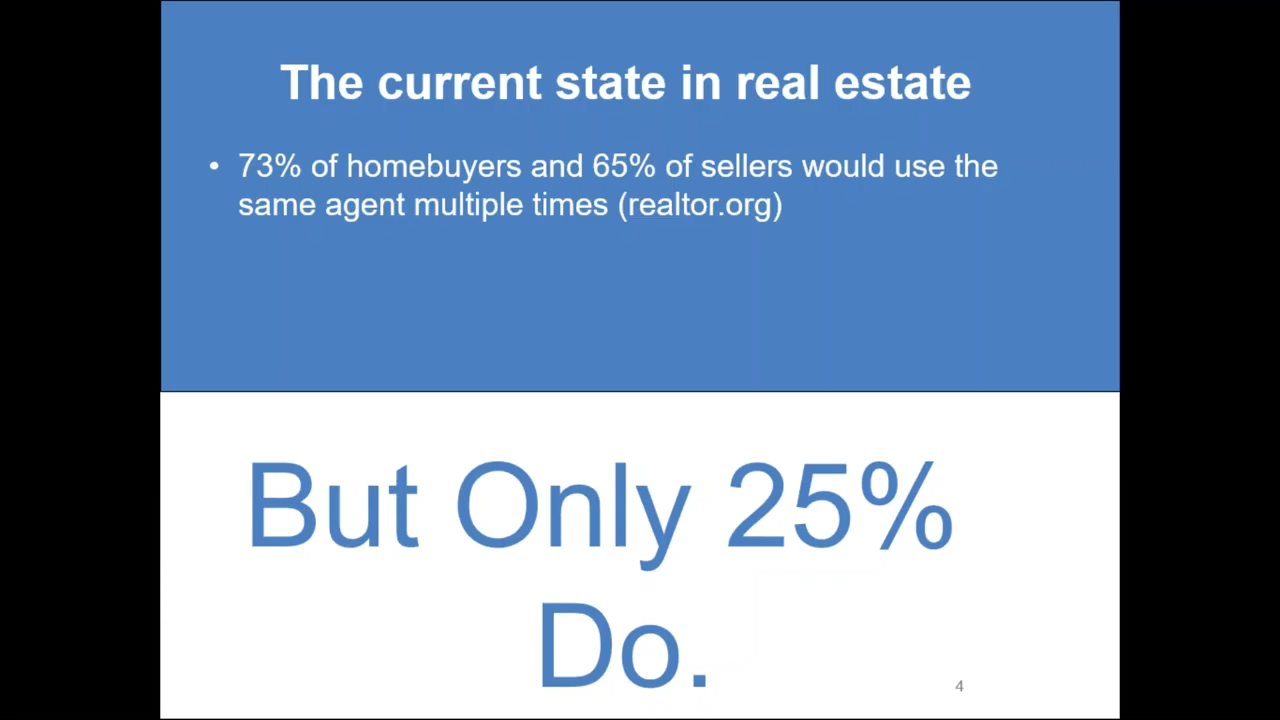 The current state in real estate
• 73% of homebuyers and 65% of sellers would use the
same agent multiple times (realtor.org)
But Only 25%
Do.
4